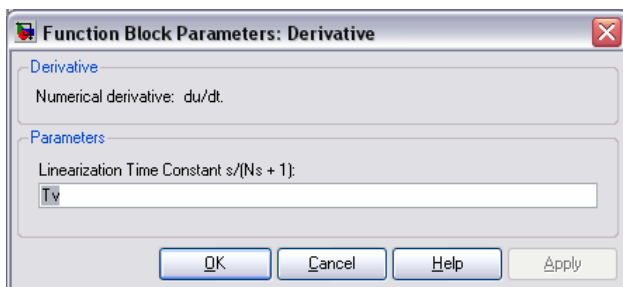 Function Block Parameters: Derivative
Derivative
Numerical derivative: du/dt.
Parameters
Linearization Time Constant s/(Ns + 1):
Tv
OK Cancel Help Apply